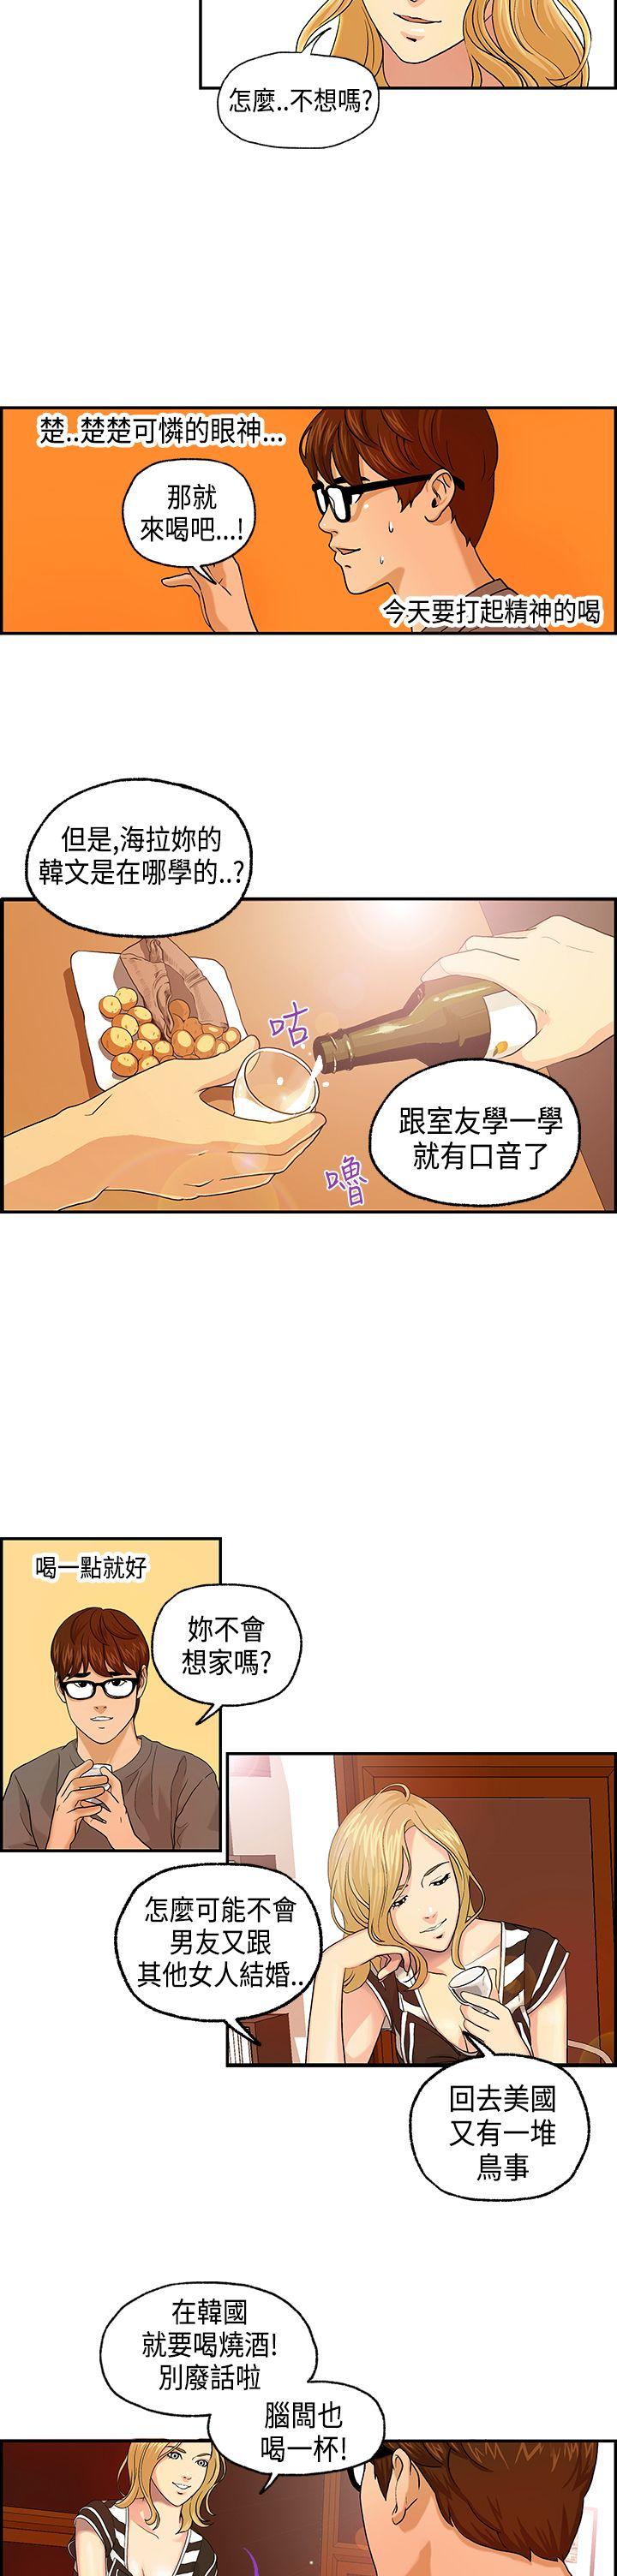 怎麼..不想嗎?
楚..楚楚可憐的眼神...
那就
來喝吧...!
今天要打起精神的喝
但是,海拉妳的
韓文是在哪學的..?
咕
嚕
跟室友學一學
就有口音了
喝一點就好
妳不會
想家嗎?
怎麼可能不會
男友又跟
其他女人結婚..
回去美國
又有一堆
鳥事
在韓國
就要喝燒酒!
別廢話啦
腦闆也
喝一杯!